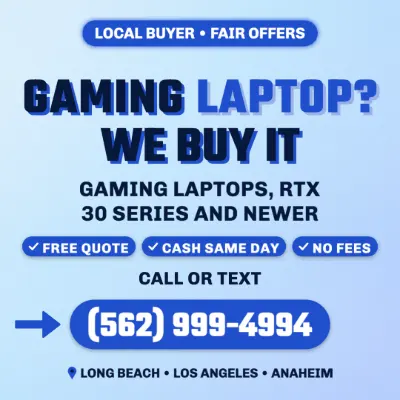 LOCAL BUYER • FAIR OFFERS
GAMING LAPTOP?
WE BUY IT
GAMING LAPTOPS, RTX
30 SERIES AND NEWER
✓ FREE QUOTE ✓ CASH SAME DAY ✓ NO FEES
CALL OR TEXT
(562) 999-4994
LONG BEACH • LOS ANGELES • ANAHEIM